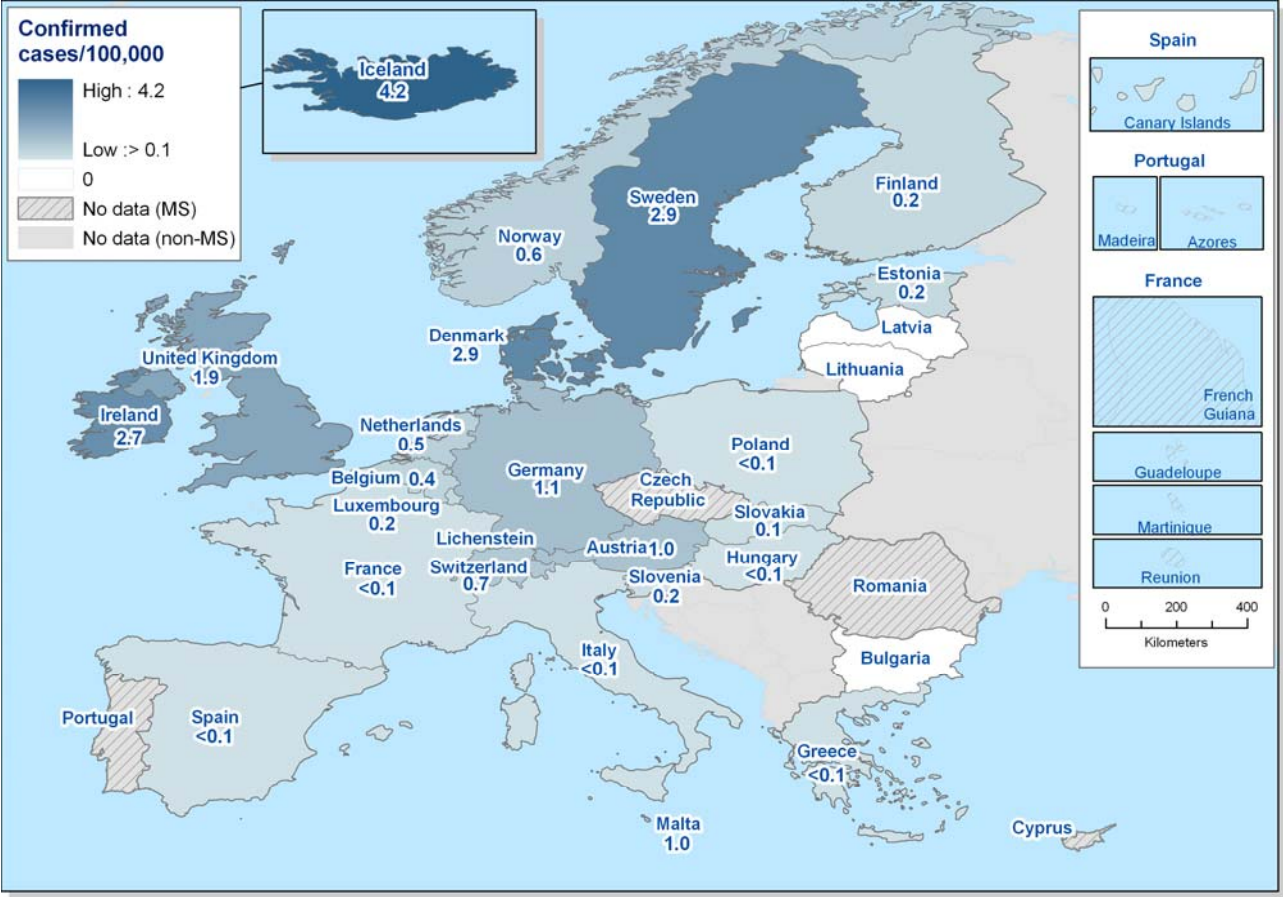 Confirmed
cases/100,000
High : 4.2
Low :> 0.1
0
No data (MS)
No data (non-MS)
Iceland
4.2
Sweden
2.9
Finland
0.2
Norway
0.6
Estonia
0.2
Latvia
Lithuania
Denmark
2.9
United Kingdom
1.9
Ireland
2.7
Netherlands
0.5
Belgium 0.4
Luxembourg
0.2
Germany
1.1
Poland
<0.1
Czech
Republic
Slovakia
0.1
Lichenstein
Austria 1.0
Hungary
<0.1
France
<0.1
Switzerland
0.7
Slovenia
0.2
Romania
Bulgaria
Italy
<0.1
Portugal
Spain
<0.1
Greece
<0.1
Malta
1.0
Cyprus
Spain
Canary Islands
Portugal
Madeira
Azores
France
French
Guiana
Guadeloupe
Martinique
Reunion
0 200 400
Kilometers